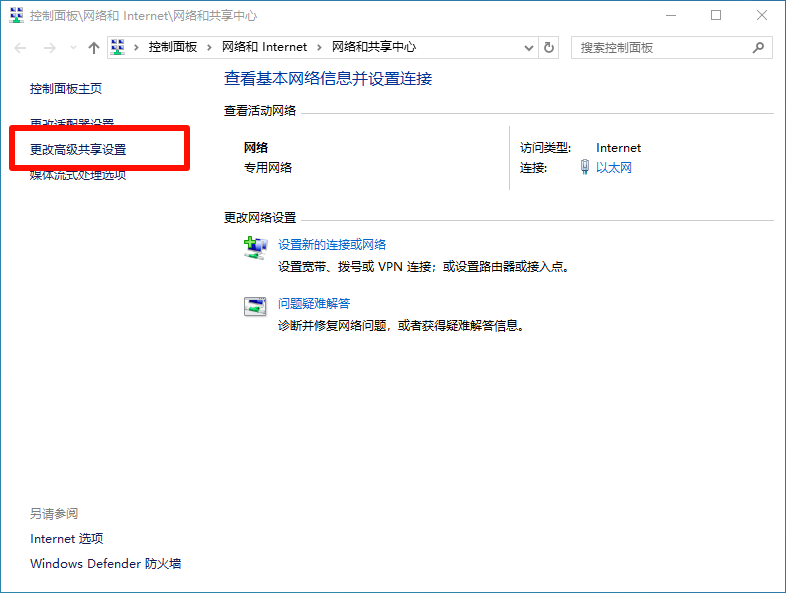 控制面板\网络和 Internet\网络和共享中心
控制面板 > 网络和 Internet > 网络和共享中心
搜索控制面板
控制面板主页
更改适配器设置
更改高级共享设置
媒体流式处理选项
查看基本网络信息并设置连接
查看活动网络
网络
专用网络
访问类型: Internet
连接: 以太网
更改网络设置
设置新的连接或网络
设置宽带、拨号或 VPN 连接；或设置路由器或接入点。
问题疑难解答
诊断并修复网络问题，或者获得疑难解答信息。
另请参阅
Internet 选项
Windows Defender 防火墙